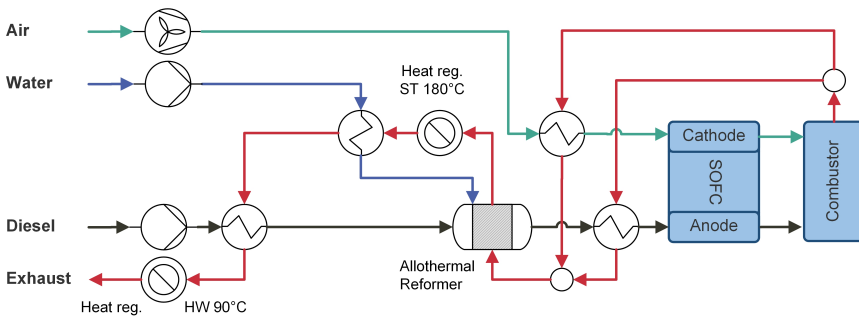 Air
Water
Heat reg.
ST 180°C
Cathode
SOFC
Anode
Combustor
Diesel
Allothermal
Reformer
Exhaust
Heat reg.
HW 90°C